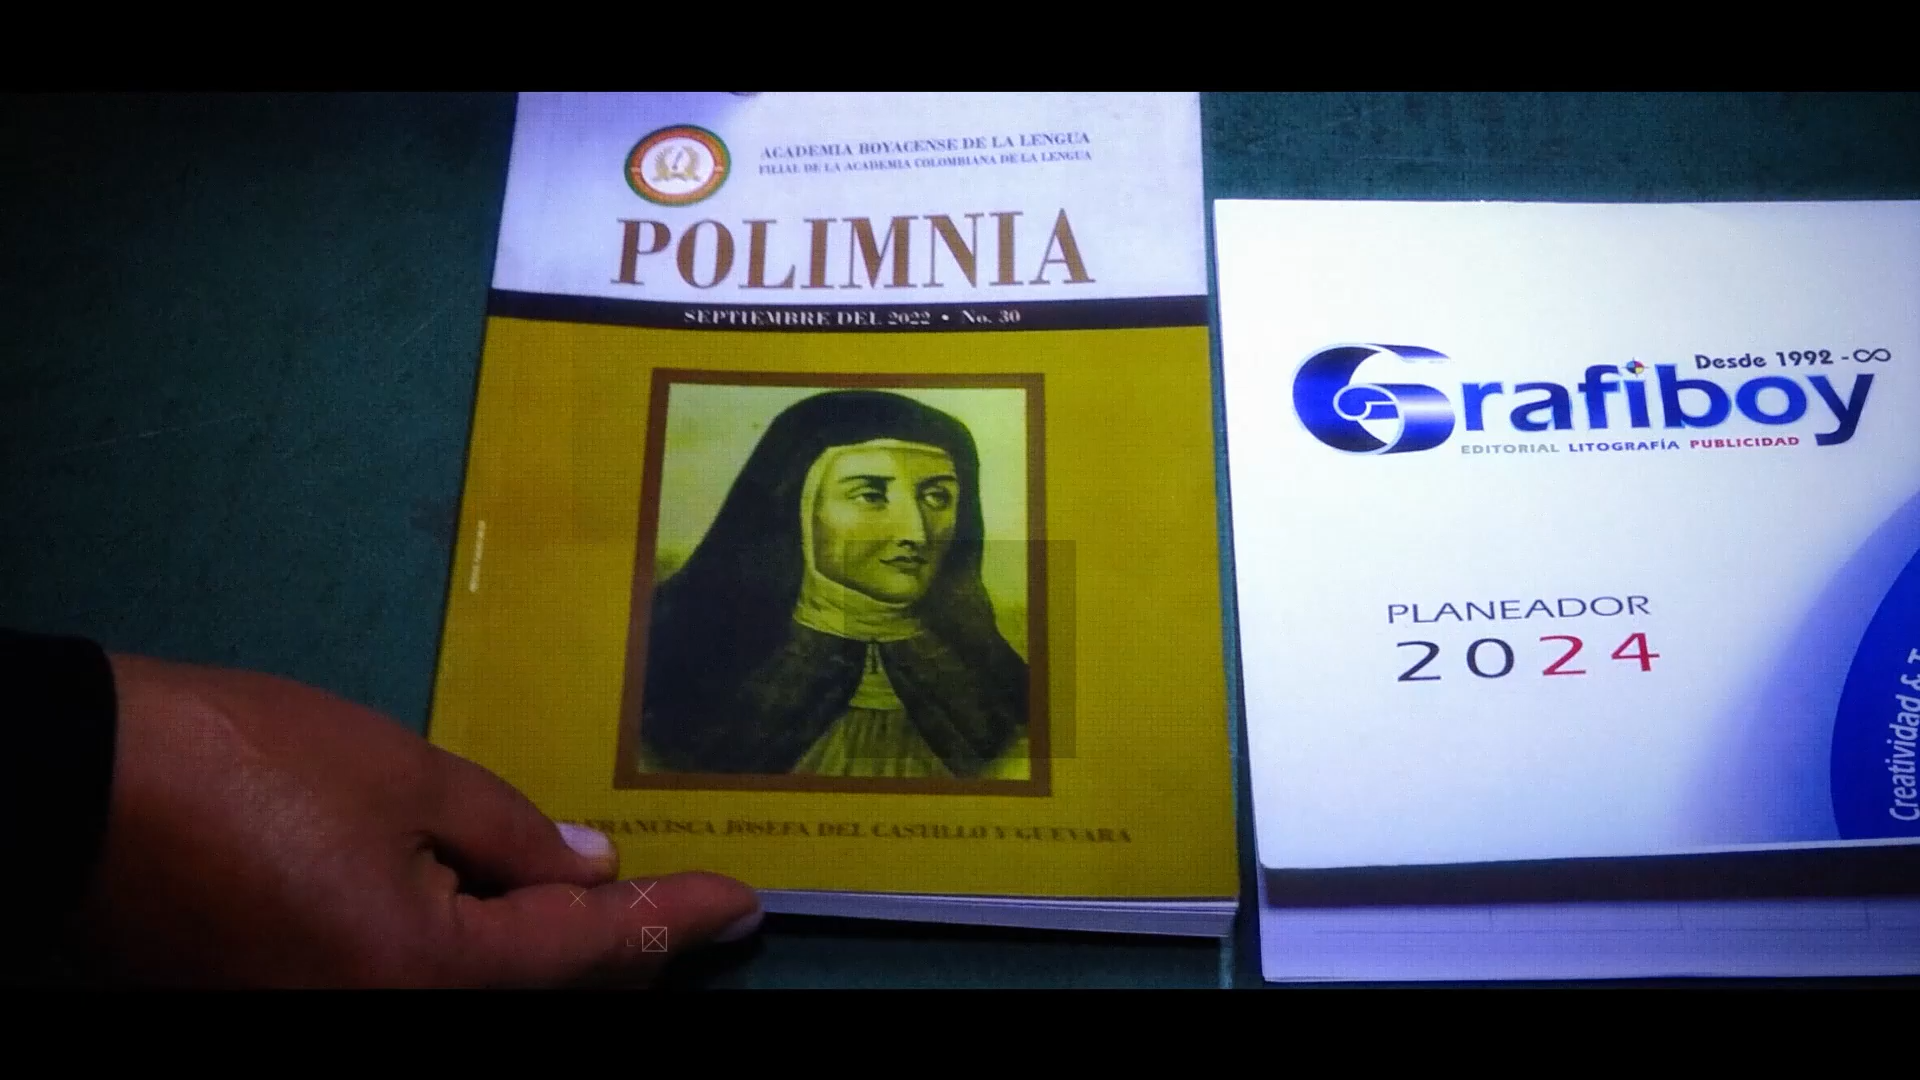 ACADEMIA BOYACENSE DE LA LENGUA
FILIAL DE LA ACADEMIA COLOMBIANA DE LA LENGUA
POLIMNIA
SEPTIEMBRE DEL 2022 • No. 30
FRANCISCA JOSEFA DEL CASTILLO Y GUEVARA
Desde 1992 - ∞
Grafiboy
EDITORIAL LITOGRAFÍA PUBLICIDAD
PLANEADOR
2024
Creatividad &